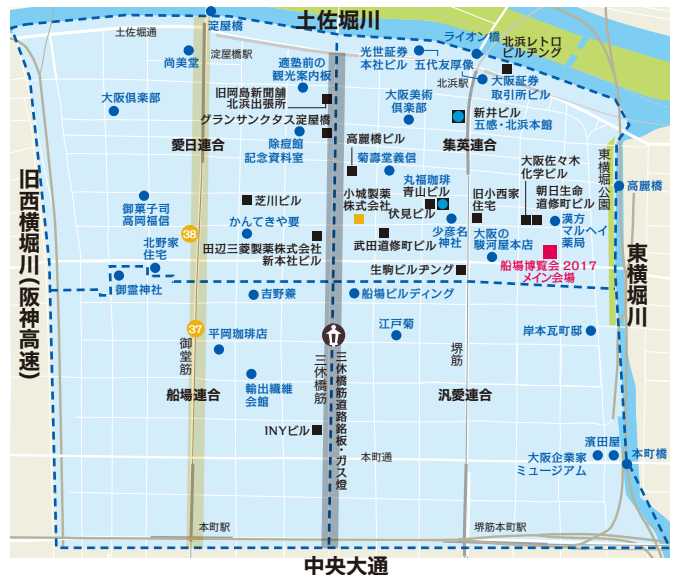 土佐堀川
淀屋橋
土佐堀通
尚美堂
淀屋橋駅
適塾前の
観光案内板
光世証券
本社ビル
五代友厚像
ライオン橋
北浜レトロ
ビルヂング
北浜駅
大阪証券
取引所ビル
大阪倶楽部
旧岡島新聞舗
北浜出張所
グランサンクタス淀屋橋
大阪美術
倶楽部
新井ビル
五感・北浜本館
愛日連合
除痘館
記念資料室
高麗橋ビル
菊壽堂義信
集英連合
大阪佐々木
化学ビル
東横堀公園
高麗橋
旧西横堀川(阪神高速)
御菓子司
高岡福信
芝川ビル
小城製薬
株式会社
丸福珈琲
青山ビル
伏見ビル
旧小西家
住宅
朝日生命
道修町ビル
38
かんてきや要
少彦名
神社
大阪の
駿河屋本店
漢方
マルヘイ
薬局
北野家
住宅
田辺三菱製薬株式会社
新本社ビル
武田道修町ビル
船場博覧会 2017
メイン会場
東横堀川
御霊神社
生駒ビルヂング
吉野鮨
船場ビルディング
37
平岡珈琲店
江戸菊
岸本瓦町邸
御堂筋
三休橋筋
三休橋筋道路銘板・ガス燈
堺筋
船場連合
輸出繊維
会館
汎愛連合
INYビル
本町通
濱田屋
大阪企業家
ミュージアム
本町橋
本町駅
堺筋本町駅
中央大通